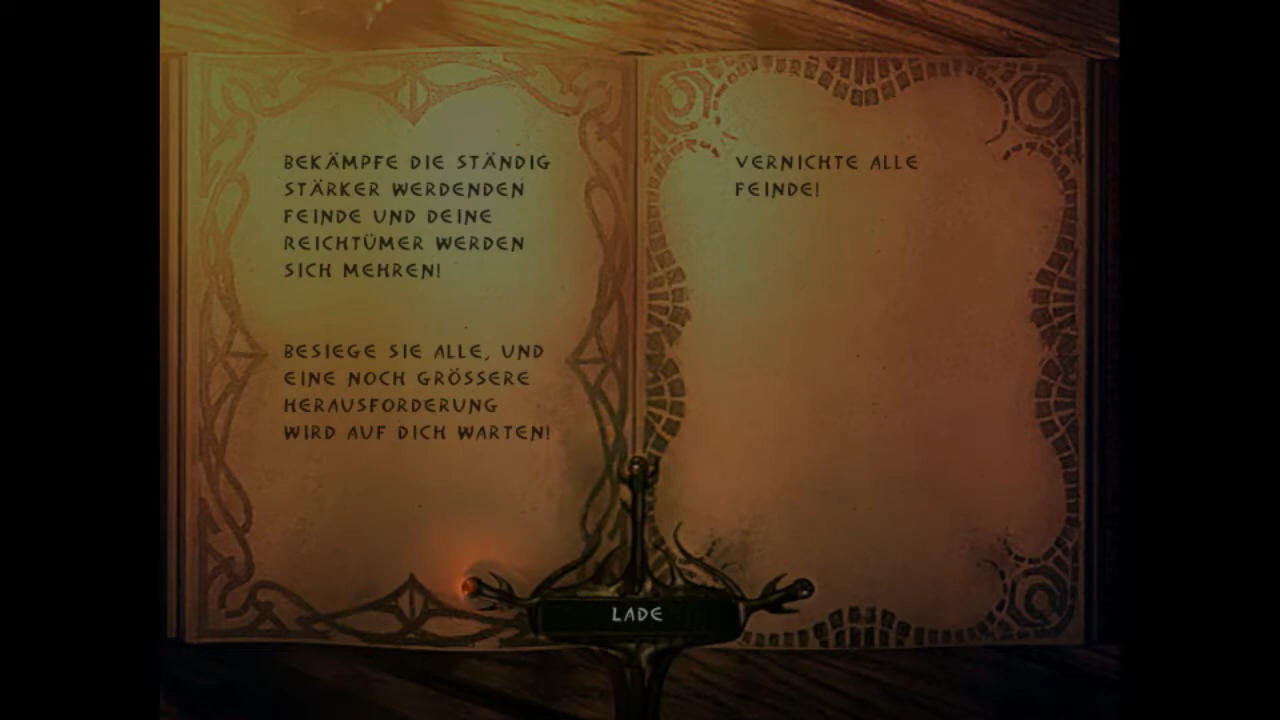 BEKÄMPFE DIE STÄNDIG
STÄRKER WERDENDEN
FEINDE UND DEINE
REICHTÜMER WERDEN
SICH MEHREN!
BESIEGE SIE ALLE, UND
EINE NOCH GRÖSSERE
HERAUSFORDERUNG
WIRD AUF DICH WARTEN!
VERNICHTE ALLE
FEINDE!
LADE